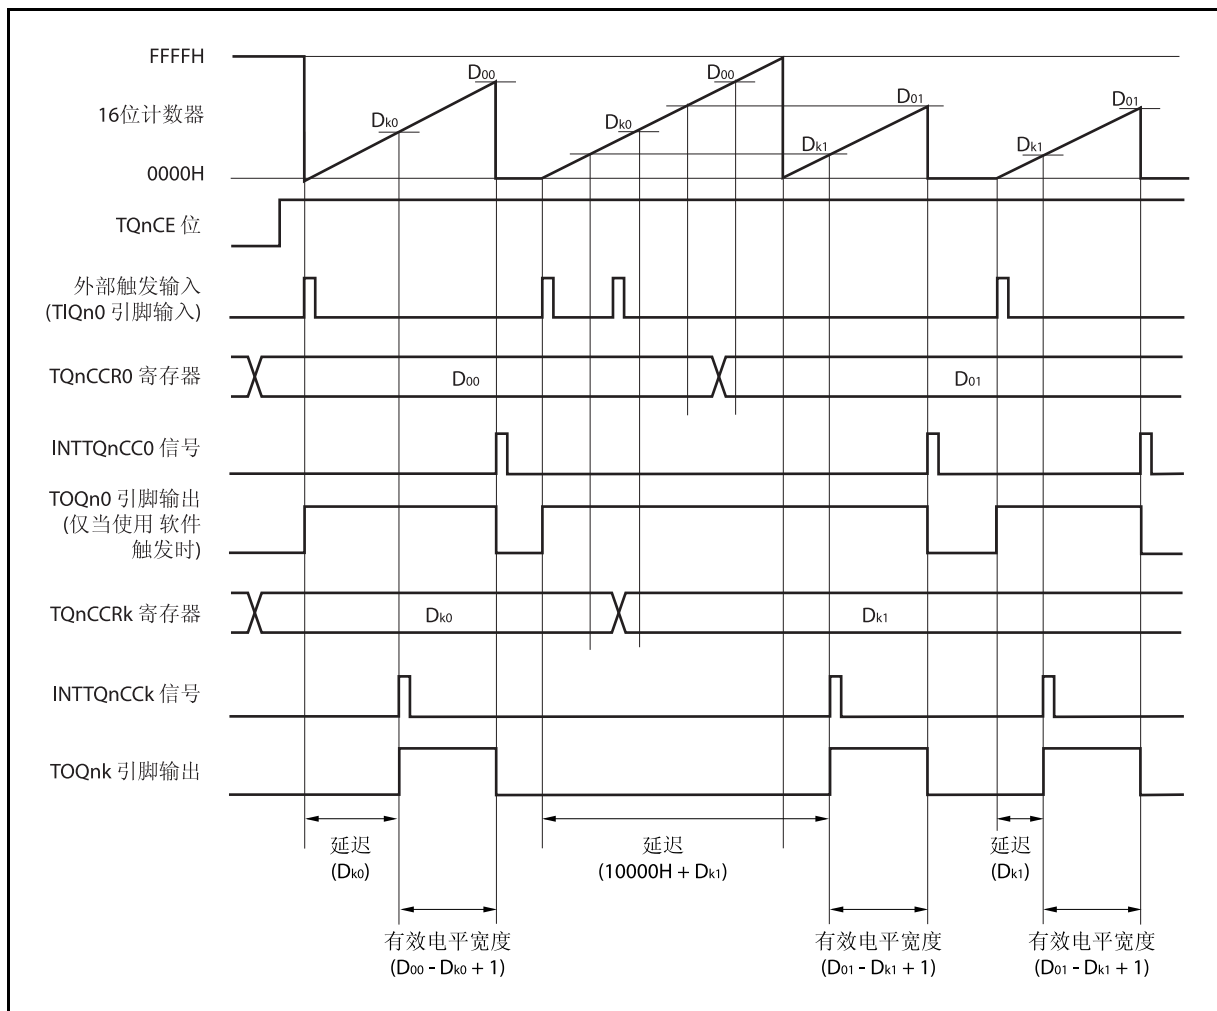 FFFFH
D00
D00
16位计数器
Dk0
Dk0
D01
D01
Dk1
Dk1
0000H
TQnCE 位
外部触发输入
(TIQn0 引脚输入)
TQnCCR0 寄存器
D00
D01
INTTQnCC0 信号
TOQn0 引脚输出
(仅当使用 软件
触发时)
TQnCCRk 寄存器
Dk0
Dk1
INTTQnCCk 信号
TOQnk 引脚输出
延迟
(Dk0)
延迟
(10000H + Dk1)
延迟
(Dk1)
有效电平宽度
(D00 - Dk0 + 1)
有效电平宽度
(D01 - Dk1 + 1)
有效电平宽度
(D01 - Dk1 + 1)